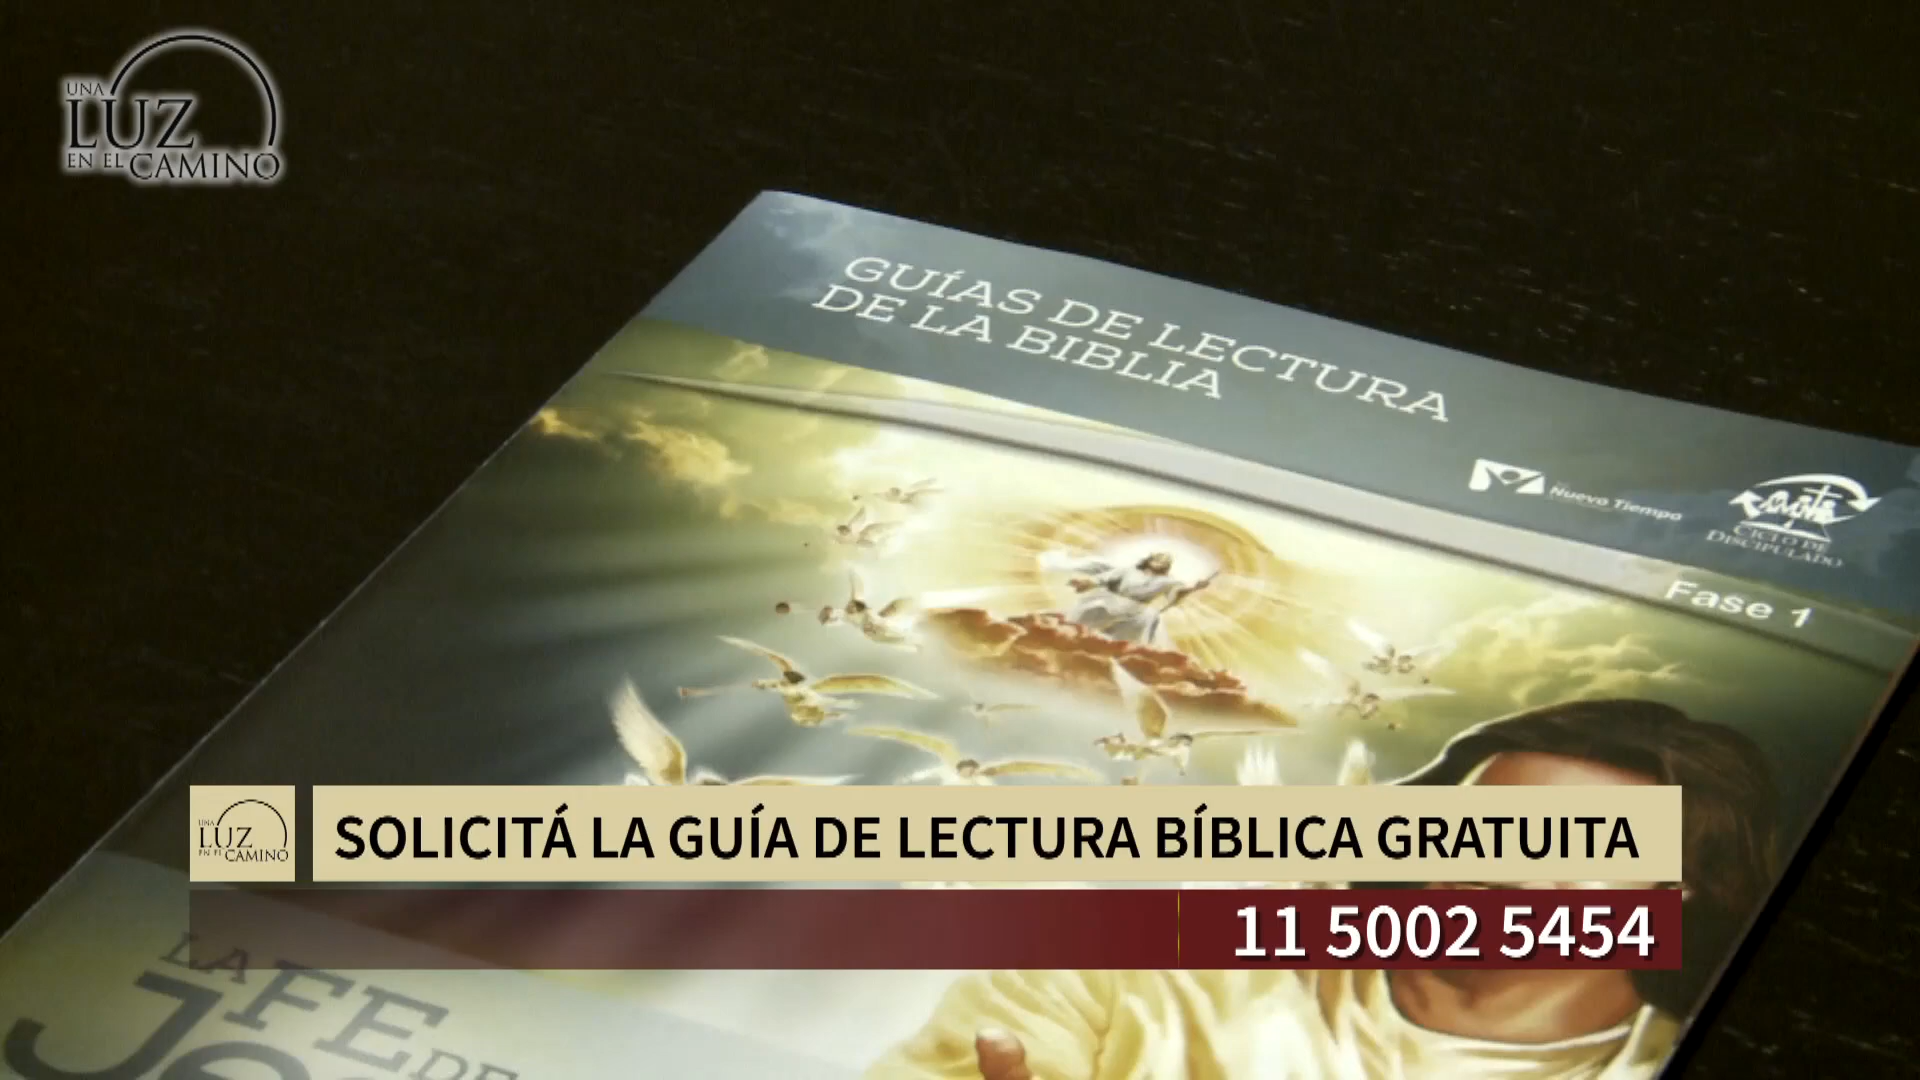 UNA
LUZ
EN EL CAMINO
GUÍAS DE LECTURA
DE LA BIBLIA
Nuevo Tiempo
CICLO DE
DISCIPULADO
Fase 1
UNA
LUZ
EN EL CAMINO
SOLICITÁ LA GUÍA DE LECTURA BÍBLICA GRATUITA
11 5002 5454
LA FE DE